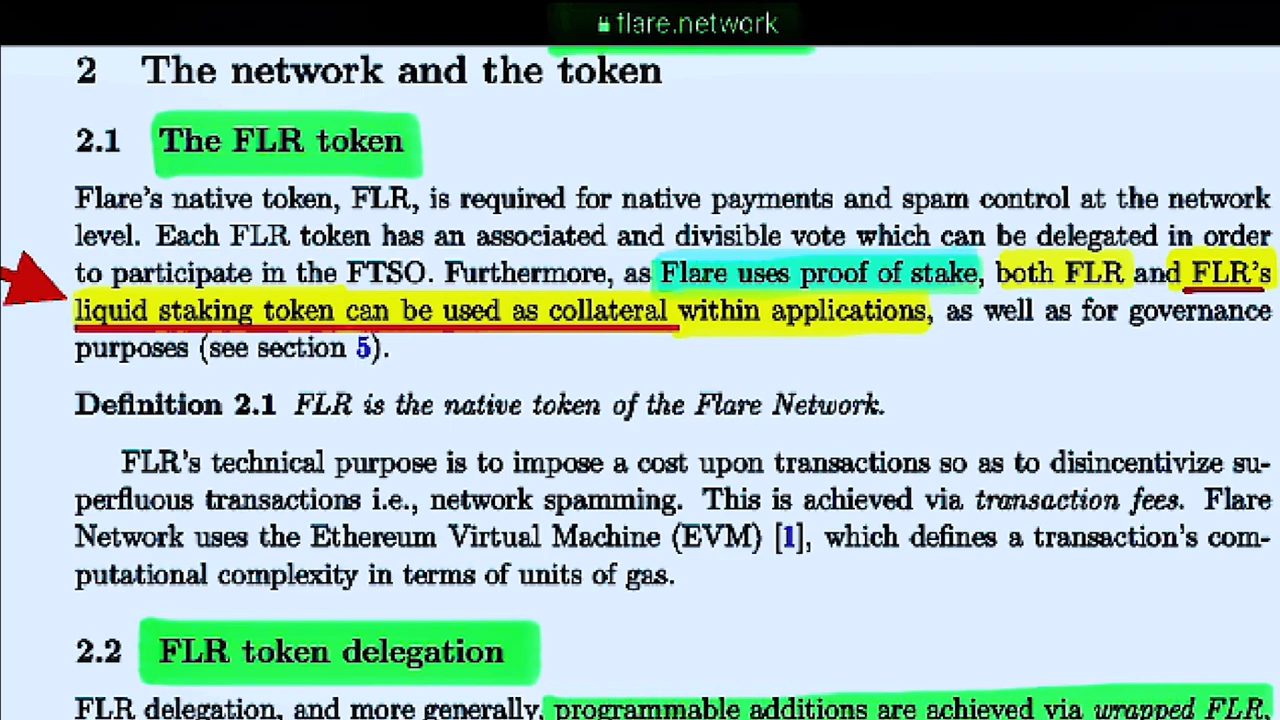 flare.network
2 The network and the token
2.1 The FLR token
Flare's native token, FLR, is required for native payments and spam control at the network
level. Each FLR token has an associated and divisible vote which can be delegated in order
to participate in the FTSO. Furthermore, as Flare uses proof of stake, both FLR and FLR's
liquid staking token can be used as collateral within applications, as well as for governance
purposes (see section 5).
Definition 2.1 FLR is the native token of the Flare Network.
FLR's technical purpose is to impose a cost upon transactions so as to disincentivize su-
perfluous transactions i.e., network spamming. This is achieved via transaction fees. Flare
Network uses the Ethereum Virtual Machine (EVM) [1], which defines a transaction's com-
putational complexity in terms of units of gas.
2.2 FLR token delegation
FLR delegation, and more generally, programmable additions are achieved via wrapped FLR,